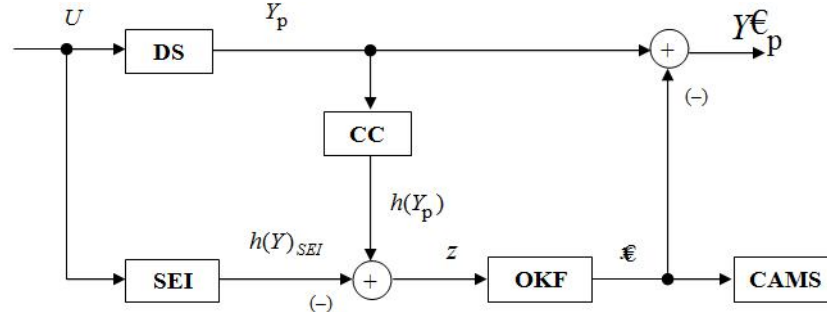 U
DS
Y_p
+
Y€_p
(–)
CC
h(Y_p)
h(Y)_SEI
SEI
(–)
+
z
OKF
x€
CAMS